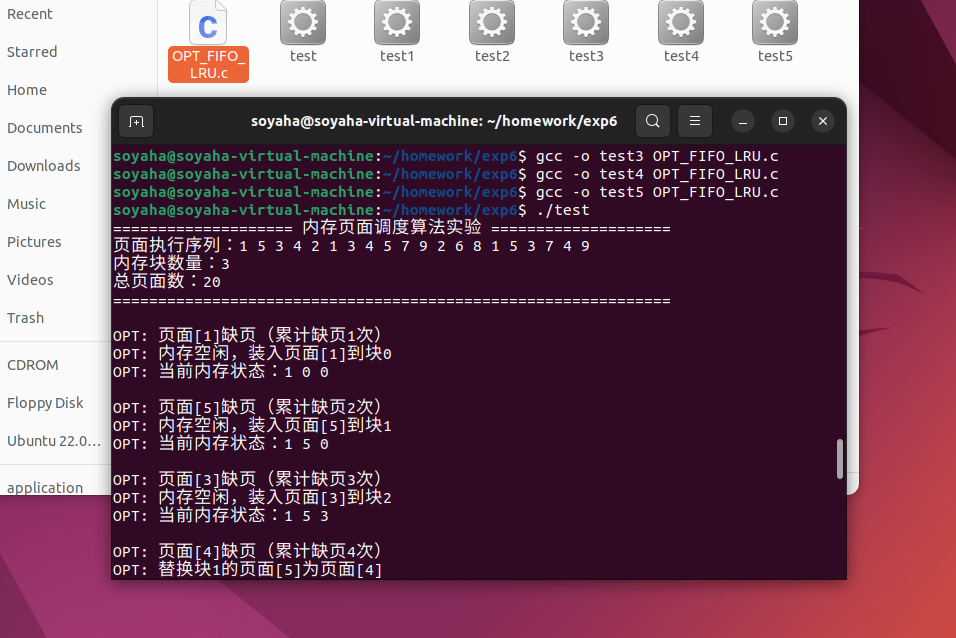 Recent
Starred
Home
Documents
Downloads
Music
Pictures
Videos
Trash
CDROM
Floppy Disk
Ubuntu 22.0...
application
C
OPT_FIFO_
LRU.c
test
test1
test2
test3
test4
test5
soyaha@soyaha-virtual-machine: ~/homework/exp6
soyaha@soyaha-virtual-machine:~/homework/exp6$ gcc -o test3 OPT_FIFO_LRU.c
soyaha@soyaha-virtual-machine:~/homework/exp6$ gcc -o test4 OPT_FIFO_LRU.c
soyaha@soyaha-virtual-machine:~/homework/exp6$ gcc -o test5 OPT_FIFO_LRU.c
soyaha@soyaha-virtual-machine:~/homework/exp6$ ./test
==================== 内存页面调度算法实验 ====================
页面执行序列：1 5 3 4 2 1 3 4 5 7 9 2 6 8 1 5 3 7 4 9
内存块数量：3
总页面数：20
==============================================================
OPT: 页面[1]缺页（累计缺页1次）
OPT: 内存空闲，装入页面[1]到块0
OPT: 当前内存状态：1 0 0
OPT: 页面[5]缺页（累计缺页2次）
OPT: 内存空闲，装入页面[5]到块1
OPT: 当前内存状态：1 5 0
OPT: 页面[3]缺页（累计缺页3次）
OPT: 内存空闲，装入页面[3]到块2
OPT: 当前内存状态：1 5 3
OPT: 页面[4]缺页（累计缺页4次）
OPT: 替换块1的页面[5]为页面[4]